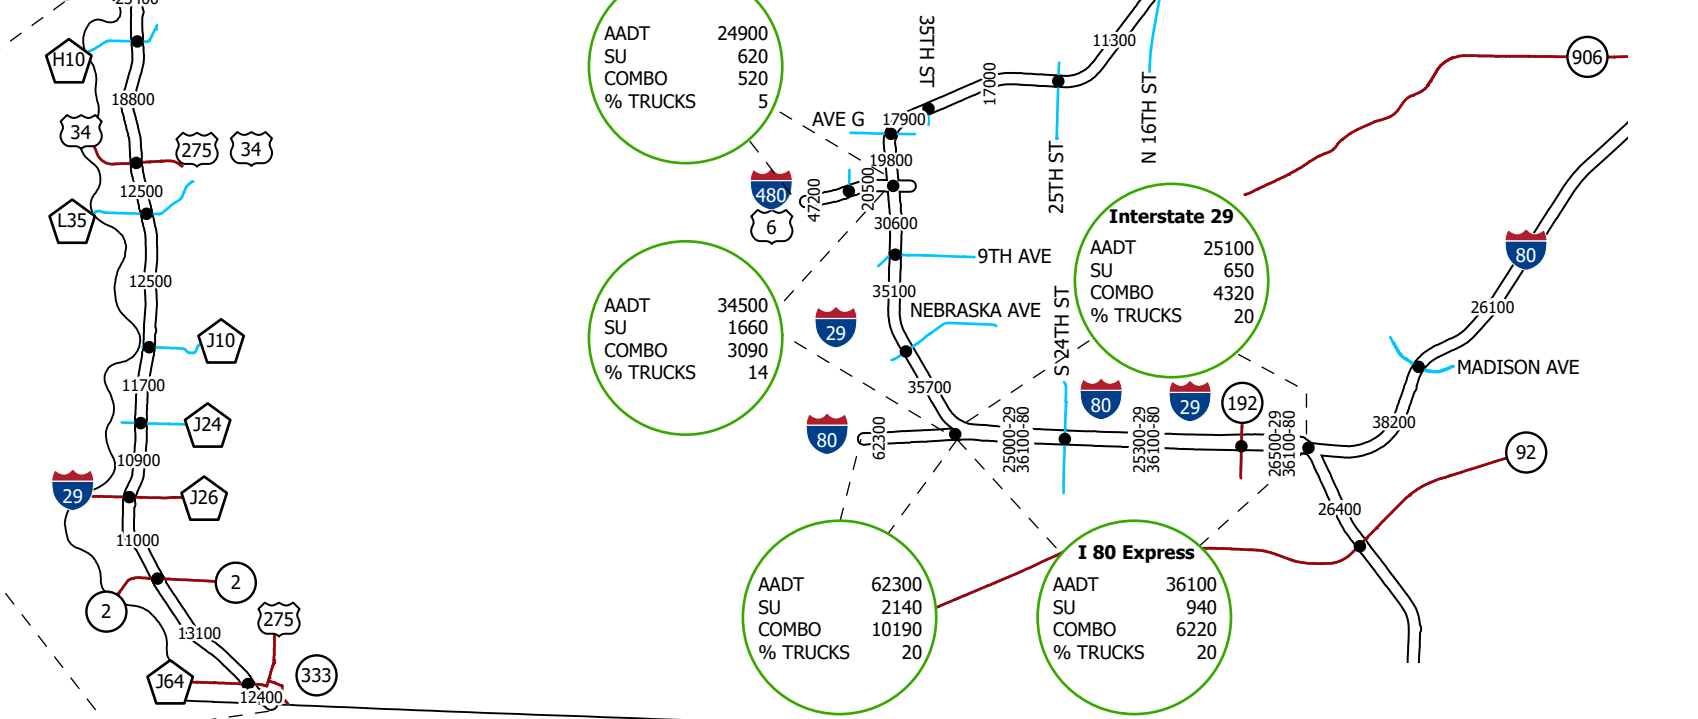 H10
18800
34
275
34
12500
L35
12500
J10
11700
J24
10900
29
J26
11000
2
2
275
13100
J64
333
12400
AADT 24900
SU 620
COMBO 520
% TRUCKS 5
35TH ST
11300
17000
N 16TH ST
906
AVE G
17900
25TH ST
19800
480
47200
20500
6
30600
9TH AVE
Interstate 29
AADT 25100
SU 650
COMBO 4320
% TRUCKS 20
80
26100
AADT 34500
SU 1660
COMBO 3090
% TRUCKS 14
35100
NEBRASKA AVE
29
S 24TH ST
MADISON AVE
35700
80
29
192
38200
80
62300
25000-29
36100-80
25300-29
36100-80
26500-29
36100-80
92
26400
AADT 62300
SU 2140
COMBO 10190
% TRUCKS 20
I 80 Express
AADT 36100
SU 940
COMBO 6220
% TRUCKS 20